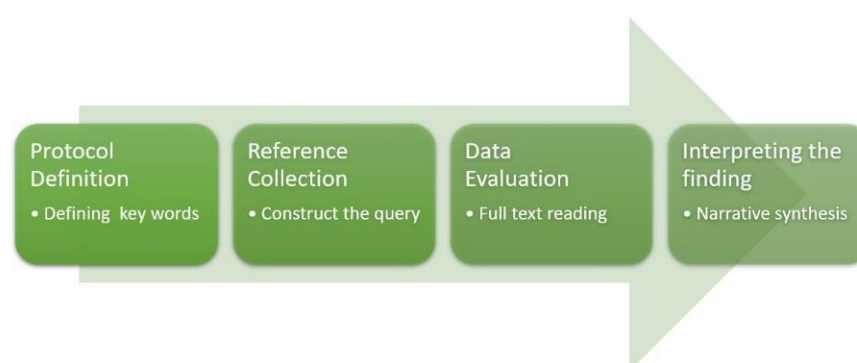 Protocol
Definition
• Defining key words
Reference
Collection
• Construct the query
Data
Evaluation
• Full text reading
Interpreting the
finding
• Narrative synthesis